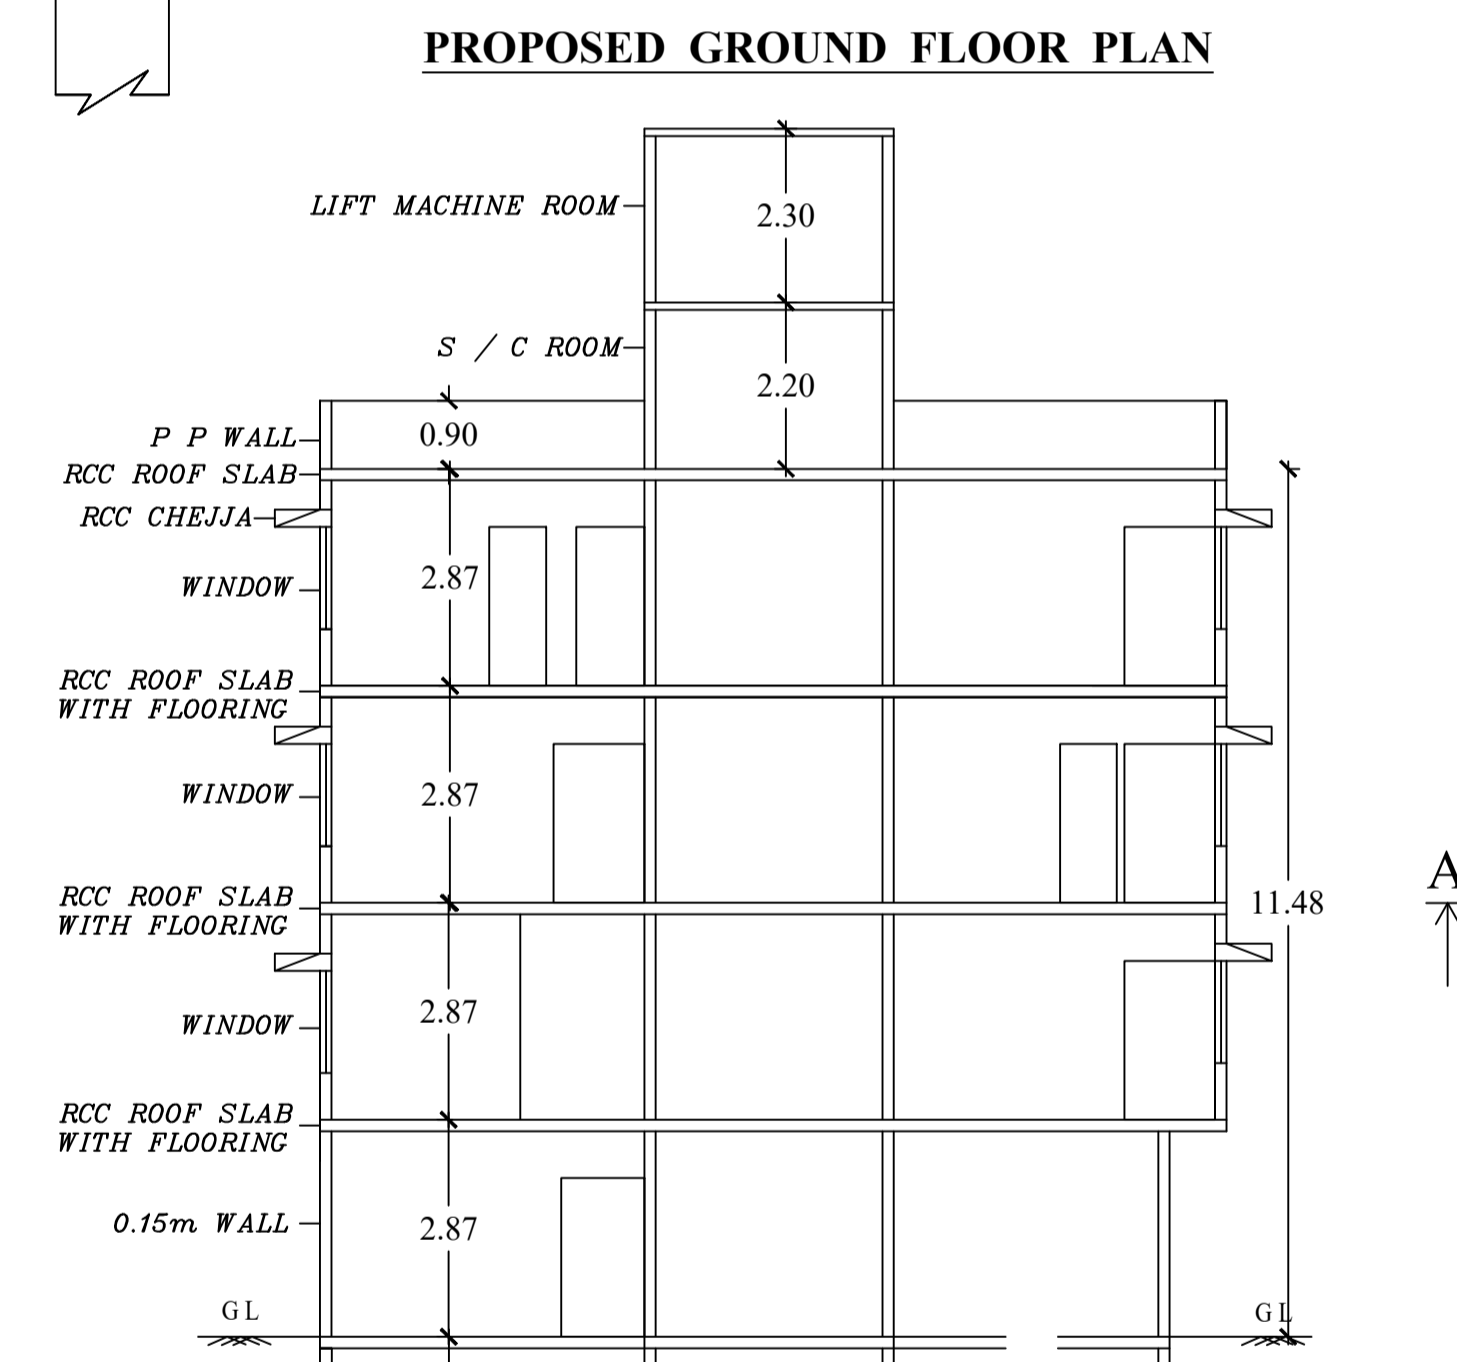 PROPOSED GROUND FLOOR PLAN
LIFT MACHINE ROOM
2.30
S / C ROOM
2.20
P P WALL
0.90
RCC ROOF SLAB
RCC CHEJJA
WINDOW
2.87
RCC ROOF SLAB
WITH FLOORING
WINDOW
2.87
RCC ROOF SLAB
WITH FLOORING
11.48
A
WINDOW
2.87
RCC ROOF SLAB
WITH FLOORING
0.15m WALL
2.87
GL
GL